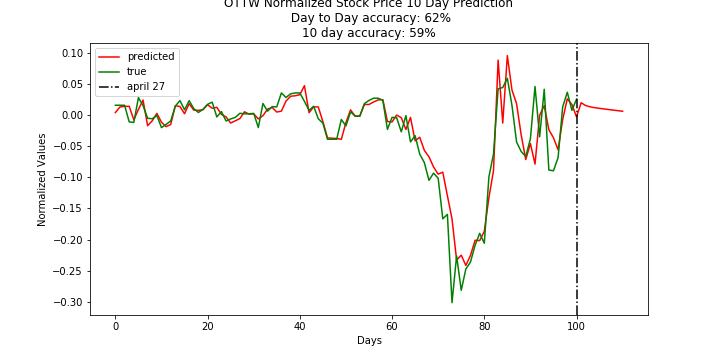 OTTW Normalized Stock Price 10 Day Prediction
Day to Day accuracy: 62%
10 day accuracy: 59%
predicted
true
april 27
Normalized Values
0.10
0.05
0.00
−0.05
−0.10
−0.15
−0.20
−0.25
−0.30
0 20 40 60 80 100
Days